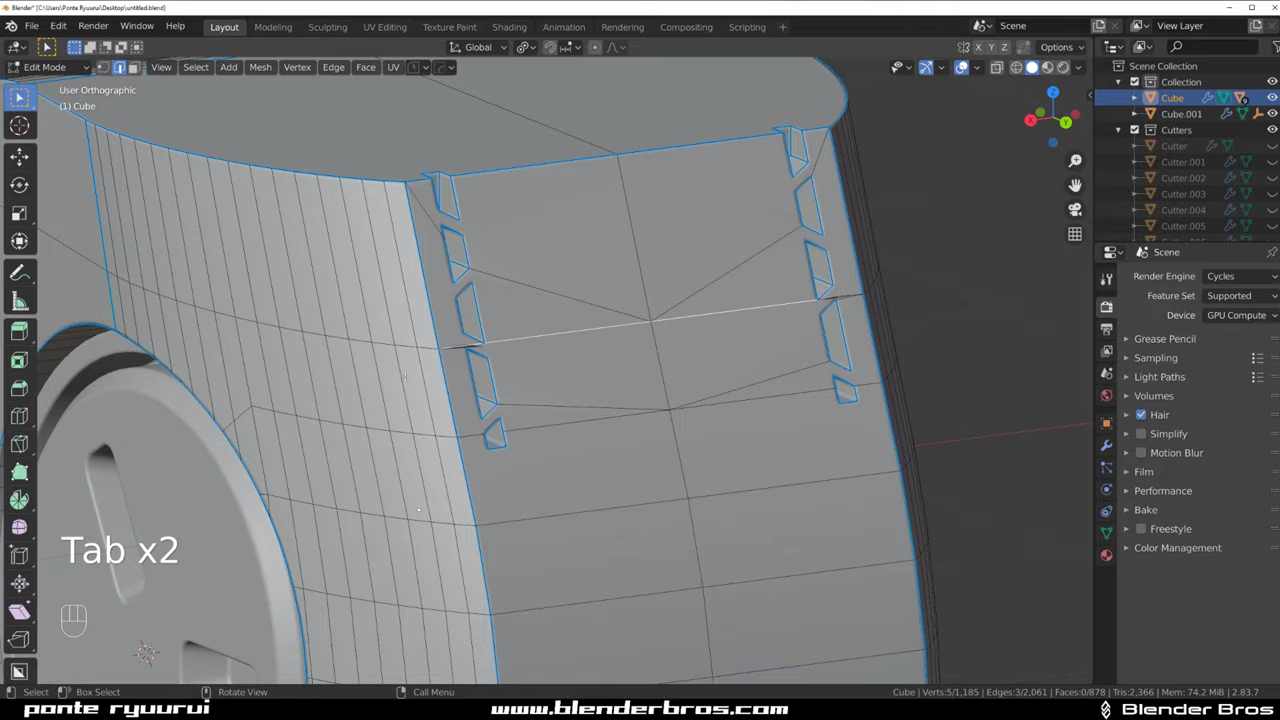 Blender* [C:\Users\Ponte Ryuurui\Desktop\untitled.blend]
File Edit Render Window Help Layout Modeling Sculpting UV Editing Texture Paint Shading Animation Rendering Compositing Scripting + Scene View Layer
Global X Y Z Options
Edit Mode View Select Add Mesh Vertex Edge Face UV
User Orthographic
(1) Cube
X
Y
Z
Tab x2
Scene Collection
Collection
Cube
Cube.001
Cutters
Cutter
Cutter.001
Cutter.002
Cutter.003
Cutter.004
Cutter.005
Scene
Render Engine Cycles
Feature Set Supported
Device GPU Compute
Grease Pencil
Sampling
Light Paths
Volumes
Hair
Simplify
Motion Blur
Film
Performance
Bake
Freestyle
Color Management
Select Box Select Rotate View Call Menu Cube | Verts:5/1,185 | Edges:3/2,061 | Faces:0/878 | Tris:2,366 | Mem: 74.2 MiB | 2.83.7
ponte ryuurui www.blenderbros.com Blender Bros